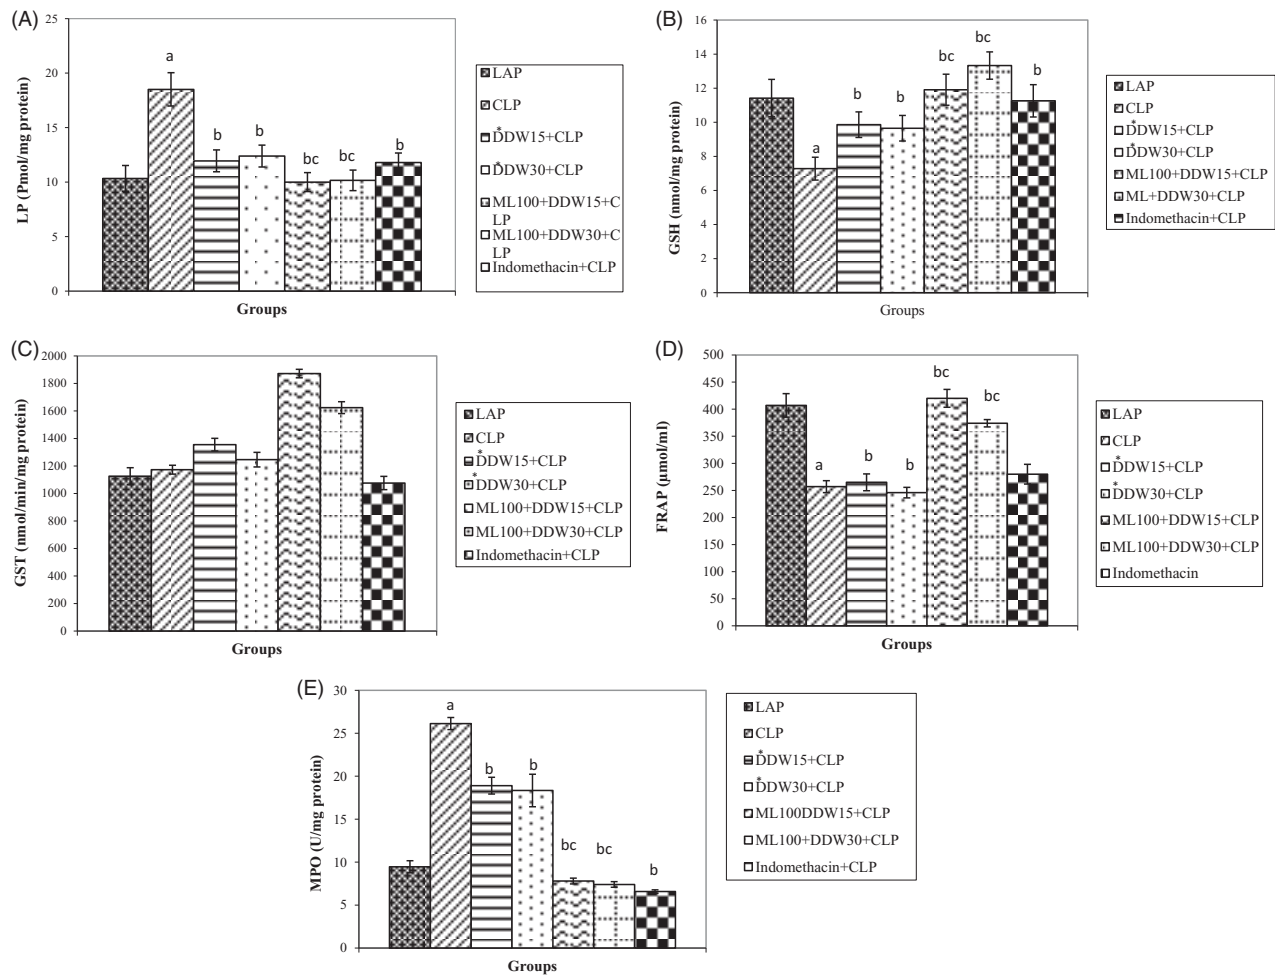 (A)
25
20
15
10
5
0
LP (Pmol/mg protein)
a
b
b
bc
bc
b
Groups
LAP
CLP
*DDW15+CLP
*DDW30+CLP
ML100+DDW15+C
LP
ML100+DDW30+C
LP
Indomethacin+CLP
(B)
16
14
12
10
8
6
4
2
0
GSH (nmol/mg protein)
a
b
b
bc
bc
b
Groups
LAP
CLP
*DDW15+CLP
*DDW30+CLP
ML100+DDW15+CLP
ML+DDW30+CLP
Indomethacin+CLP
(C)
2000
1800
1600
1400
1200
1000
800
600
400
200
0
GST (nmol/min/mg protein)
Groups
LAP
CLP
*DDW15+CLP
*DDW30+CLP
ML100+DDW15+CLP
ML100+DDW30+CLP
Indomethacin+CLP
(D)
500
450
400
350
300
250
200
150
100
50
0
FRAP (µmol/ml)
a
b
b
bc
bc
Groups
LAP
CLP
*DDW15+CLP
*DDW30+CLP
ML100+DDW15+CLP
ML100+DDW30+CLP
Indomethacin
(E)
30
25
20
15
10
5
0
MPO (U/mg protein)
a
b
b
bc
bc
b
Groups
LAP
CLP
*DDW15+CLP
*DDW30+CLP
ML100DDW15+CLP
ML100+DDW30+CLP
Indomethacin+CLP